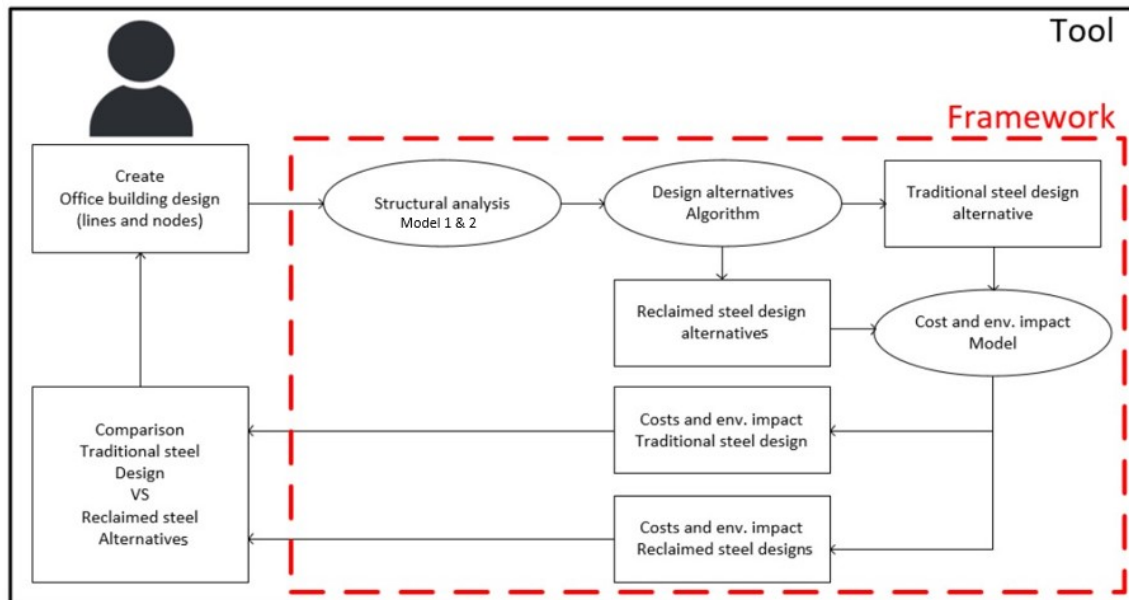 Tool
Framework
Create
Office building design
(lines and nodes)
Structural analysis
Model 1 & 2
Design alternatives
Algorithm
Traditional steel design
alternative
Reclaimed steel design
alternatives
Cost and env. impact
Model
Comparison
Traditional steel
Design
VS
Reclaimed steel
Alternatives
Costs and env. impact
Traditional steel design
Costs and env. impact
Reclaimed steel designs